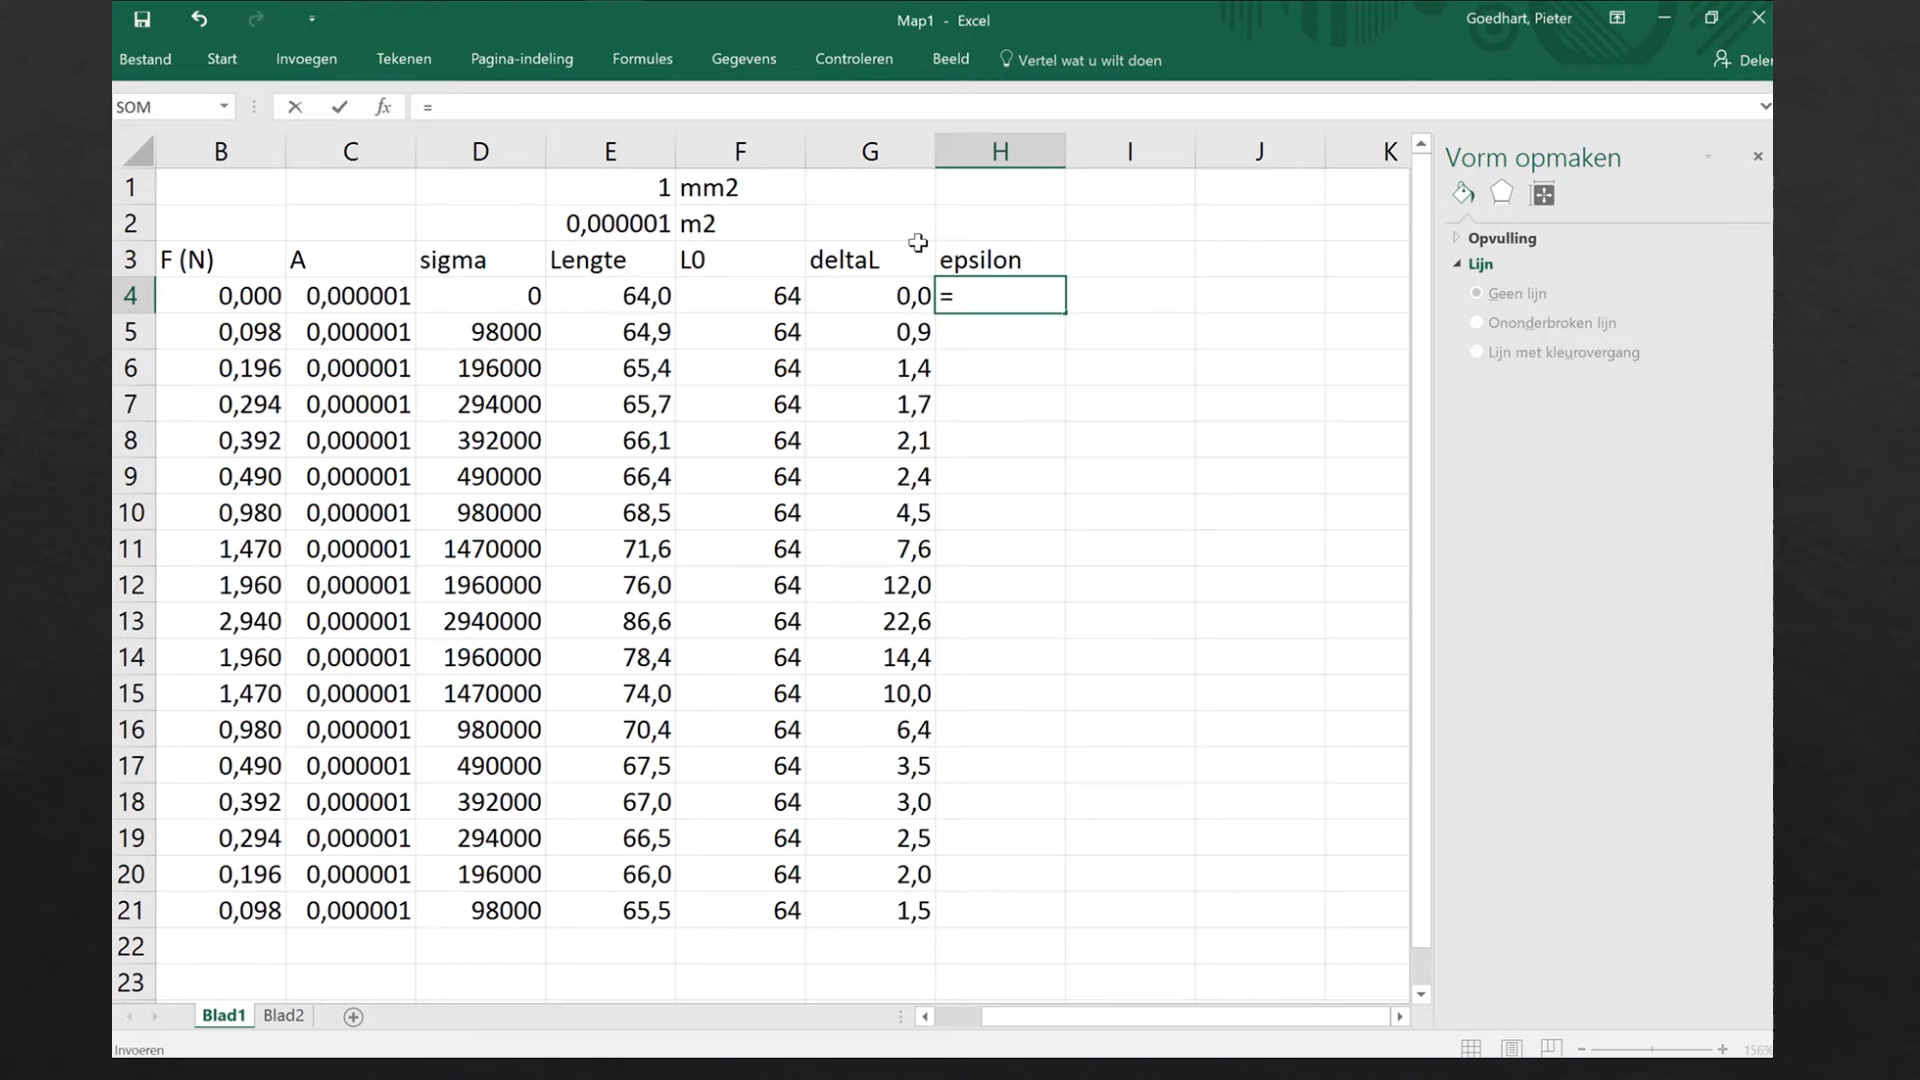 Map1 - Excel
Goedhart, Pieter
Bestand Start Invoegen Tekenen Pagina-indeling Formules Gegevens Controleren Beeld Vertel wat u wilt doen Delen
SOM fx =
B C D E F G H I J K
1 1 mm2
2 0,000001 m2
3 F (N) A sigma Lengte L0 deltaL epsilon
4 0,000 0,000001 0 64,0 64 0,0 =
5 0,098 0,000001 98000 64,9 64 0,9
6 0,196 0,000001 196000 65,4 64 1,4
7 0,294 0,000001 294000 65,7 64 1,7
8 0,392 0,000001 392000 66,1 64 2,1
9 0,490 0,000001 490000 66,4 64 2,4
10 0,980 0,000001 980000 68,5 64 4,5
11 1,470 0,000001 1470000 71,6 64 7,6
12 1,960 0,000001 1960000 76,0 64 12,0
13 2,940 0,000001 2940000 86,6 64 22,6
14 1,960 0,000001 1960000 78,4 64 14,4
15 1,470 0,000001 1470000 74,0 64 10,0
16 0,980 0,000001 980000 70,4 64 6,4
17 0,490 0,000001 490000 67,5 64 3,5
18 0,392 0,000001 392000 67,0 64 3,0
19 0,294 0,000001 294000 66,5 64 2,5
20 0,196 0,000001 196000 66,0 64 2,0
21 0,098 0,000001 98000 65,5 64 1,5
22
23
Vorm opmaken
Opvulling
Lijn
Geen lijn
Ononderbroken lijn
Lijn met kleurovergang
Blad1 Blad2
Invoeren
156%